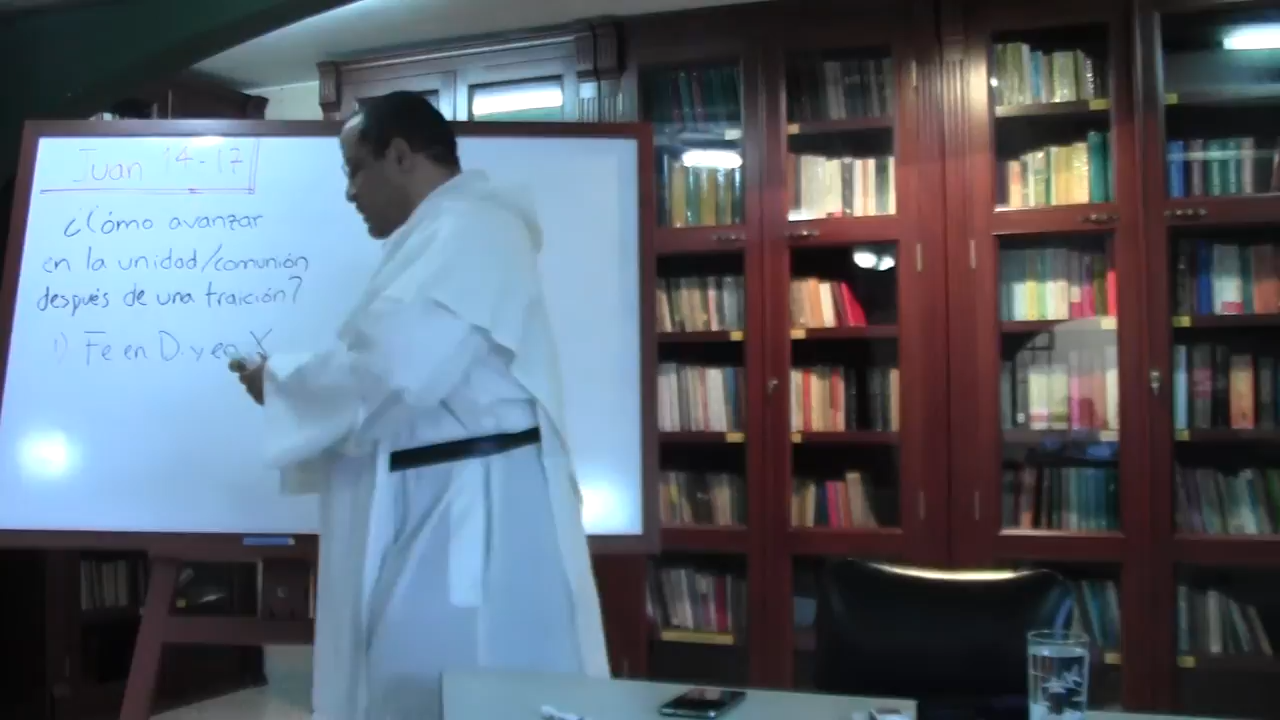 Juan 14-17
¿Cómo avanzar
en la unidad/comunión
después de una traición?
1) Fe en D. y en X